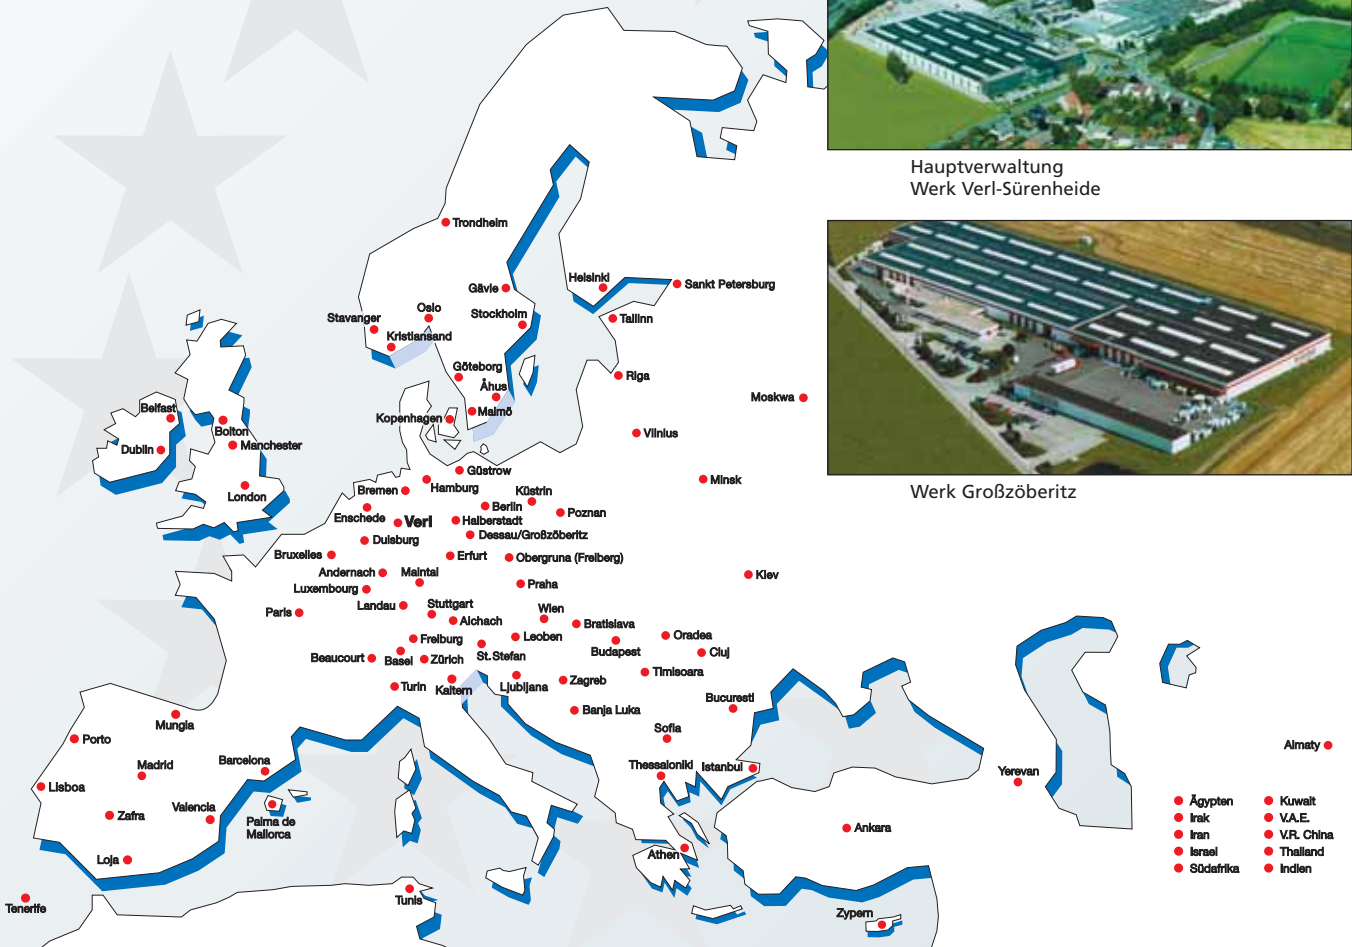 Hauptverwaltung
Werk Verl-Sürenheide
Werk Großzöberitz
Trondheim
Gävle
Helsinki
Sankt Petersburg
Oslo
Stockholm
Stavanger
Tallinn
Kristiansand
Göteborg
Riga
Åhus
Moskwa
Belfast
Kopenhagen
Malmö
Bolton
Vilnius
Dublin
Manchester
Güstrow
Minsk
Hamburg
Bremen
Küstrin
London
Berlin
Poznan
Enschede
Verl
Halberstadt
Dessau/Großzöberitz
Duisburg
Bruxelles
Erfurt
Obergruna (Freiberg)
Andernach
Maintal
Kiev
Luxembourg
Praha
Landau
Stuttgart
Wien
Paris
Aichach
Bratislava
Freiburg
Leoben
Oradea
Budapest
Cluj
Beaucourt
Basel
Zürich
St.Stefan
Timisoara
Turin
Kaltern
Ljubljana
Zagreb
Bucuresti
Banja Luka
Mungia
Sofia
Porto
Madrid
Barcelona
Thessaloniki
Istanbul
Almaty
Yerevan
Lisboa
Zafra
Valencia
Palma de
Mallorca
Ankara
Loja
Athen
Tenerife
Tunis
Zypern
Ägypten
Irak
Iran
Israel
Südafrika
Kuwait
V.A.E.
V.R. China
Thailand
Indien